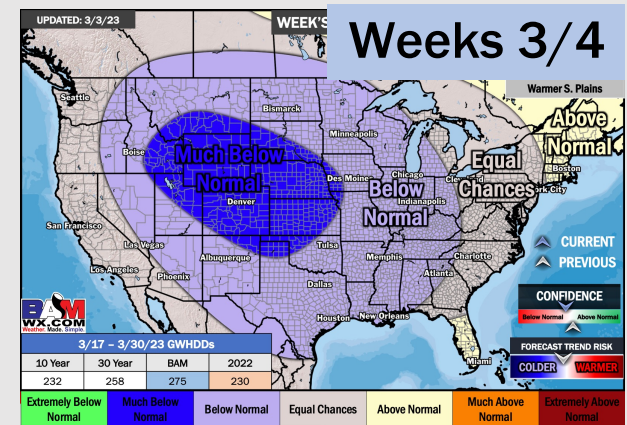 UPDATED: 3/3/23
WEEK'S
Weeks 3/4
Warmer S. Plains
Seattle
Bismarck
Above
Normal
Minneapolis
Boise
Much Below
Normal
Equal
Chances
Boston
Des Moines
Chicago
Below
Normal
Indianapolis
Denver
San Francisco
Las Vegas
Los Angeles
Albuquerque
Phoenix
Tulsa
Memphis
Charlotte
Atlanta
Dallas
Houston
New Orleans
Miami
CURRENT
PREVIOUS
CONFIDENCE
Below Normal
Above Normal
FORECAST TREND RISK
COLDER
WARMER
BAM
WX.COM
Weather. Made. Simple.
3/17 – 3/30/23 GWHDDs
10 Year 30 Year BAM 2022
232 258 275 230
Extremely Below Normal
Much Below Normal
Below Normal
Equal Chances
Above Normal
Much Above Normal
Extremely Above Normal